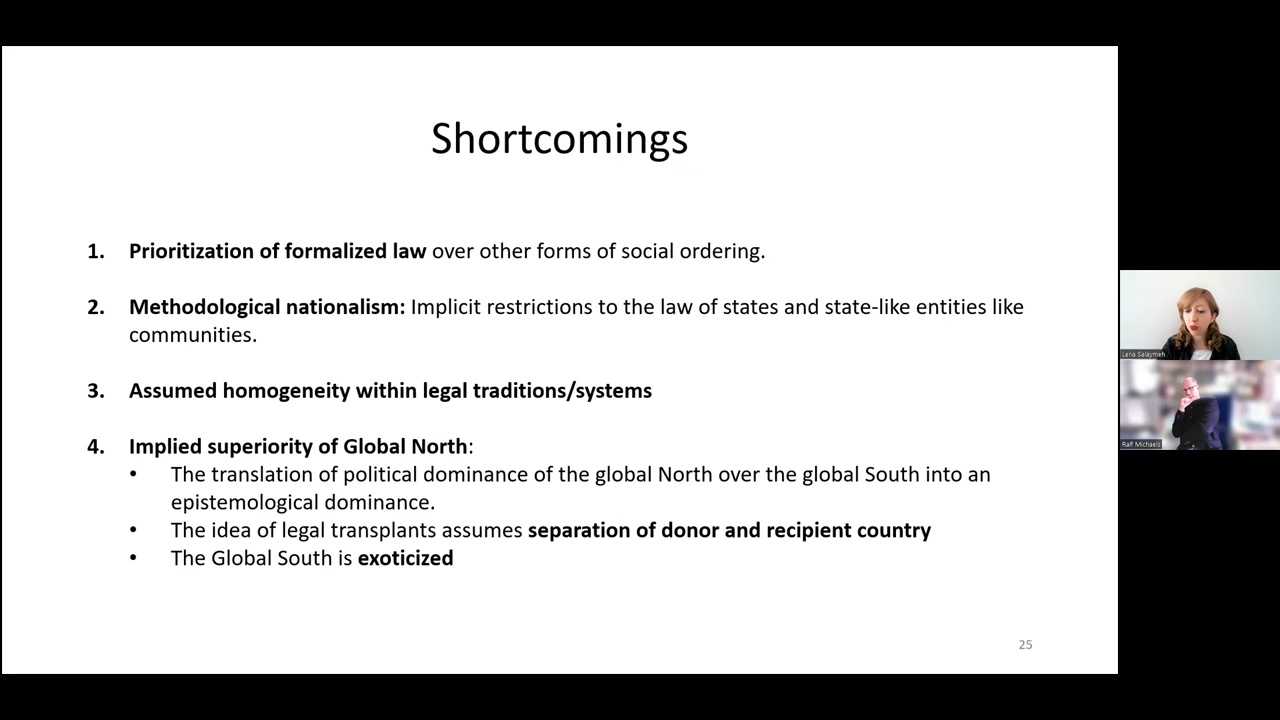 Shortcomings
1. Prioritization of formalized law over other forms of social ordering.
2. Methodological nationalism: Implicit restrictions to the law of states and state-like entities like
communities.
3. Assumed homogeneity within legal traditions/systems
4. Implied superiority of Global North:
• The translation of political dominance of the global North over the global South into an
epistemological dominance.
• The idea of legal transplants assumes separation of donor and recipient country
• The Global South is exoticized
25
Lena Salaymeh
Ralf Michaels